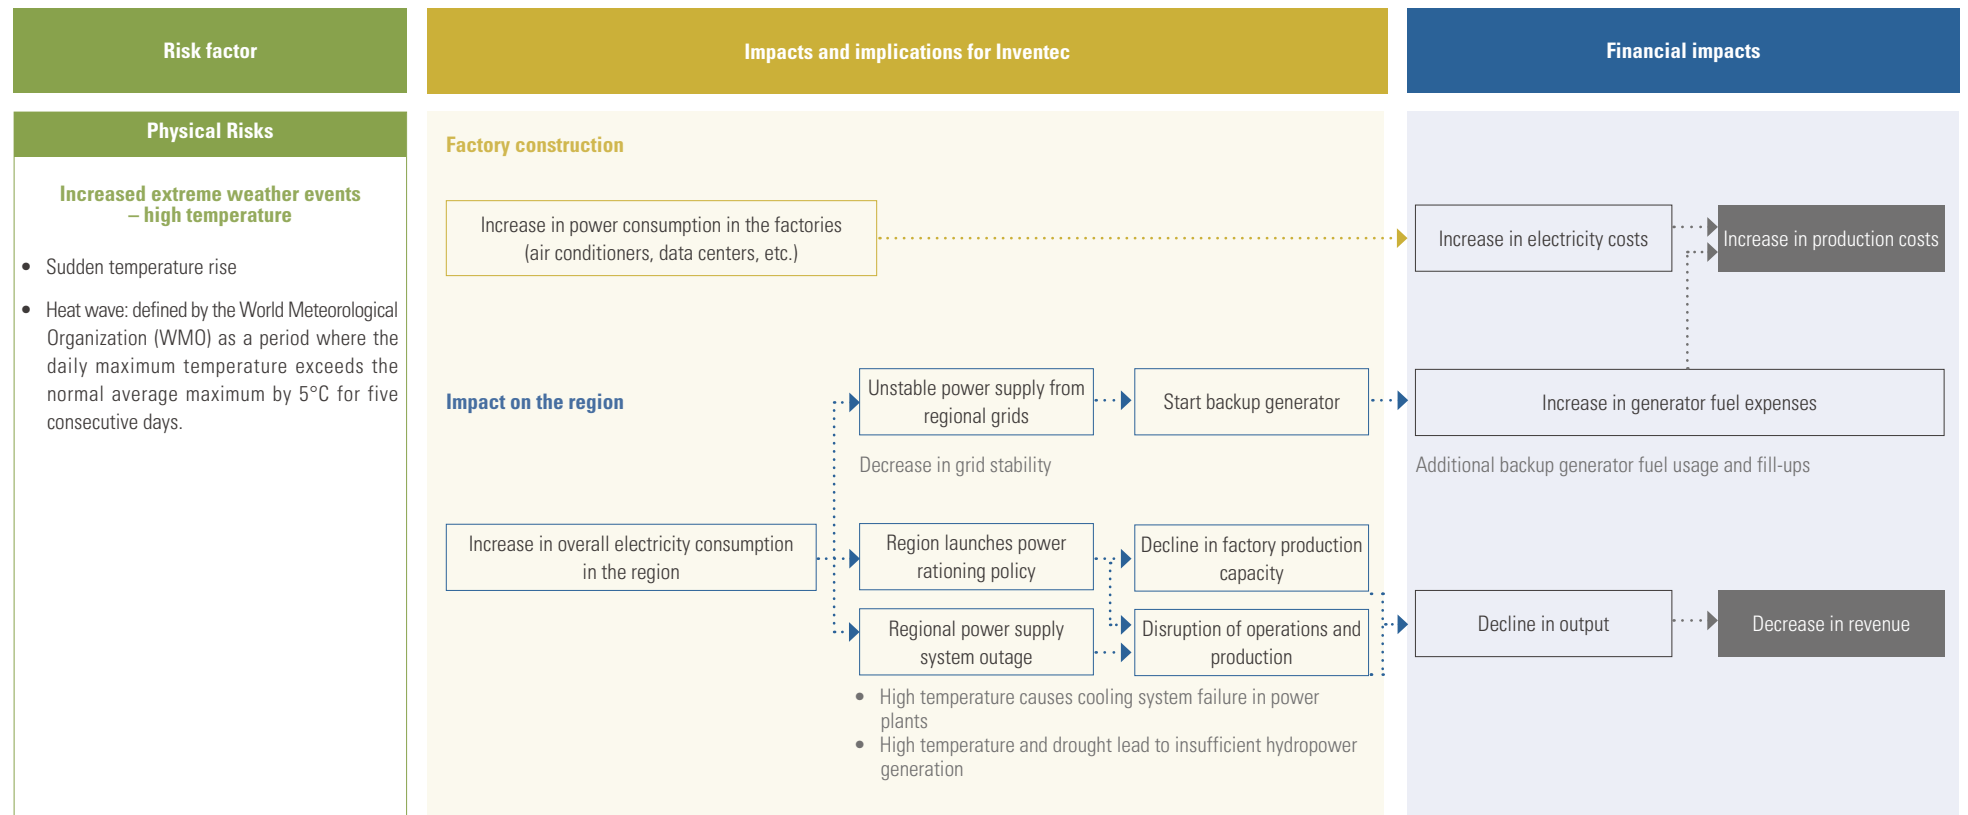 Risk factor
Impacts and implications for Inventec
Financial impacts
Physical Risks
Increased extreme weather events
– high temperature
• Sudden temperature rise
• Heat wave: defined by the World Meteorological
Organization (WMO) as a period where the
daily maximum temperature exceeds the
normal average maximum by 5°C for five
consecutive days.
Factory construction
Increase in power consumption in the factories
(air conditioners, data centers, etc.)
Increase in electricity costs
Increase in production costs
Impact on the region
Unstable power supply from
regional grids
Start backup generator
Increase in generator fuel expenses
Decrease in grid stability
Additional backup generator fuel usage and fill-ups
Increase in overall electricity consumption
in the region
Region launches power
rationing policy
Decline in factory production
capacity
Regional power supply
system outage
Disruption of operations and
production
Decline in output
Decrease in revenue
• High temperature causes cooling system failure in power
plants
• High temperature and drought lead to insufficient hydropower
generation